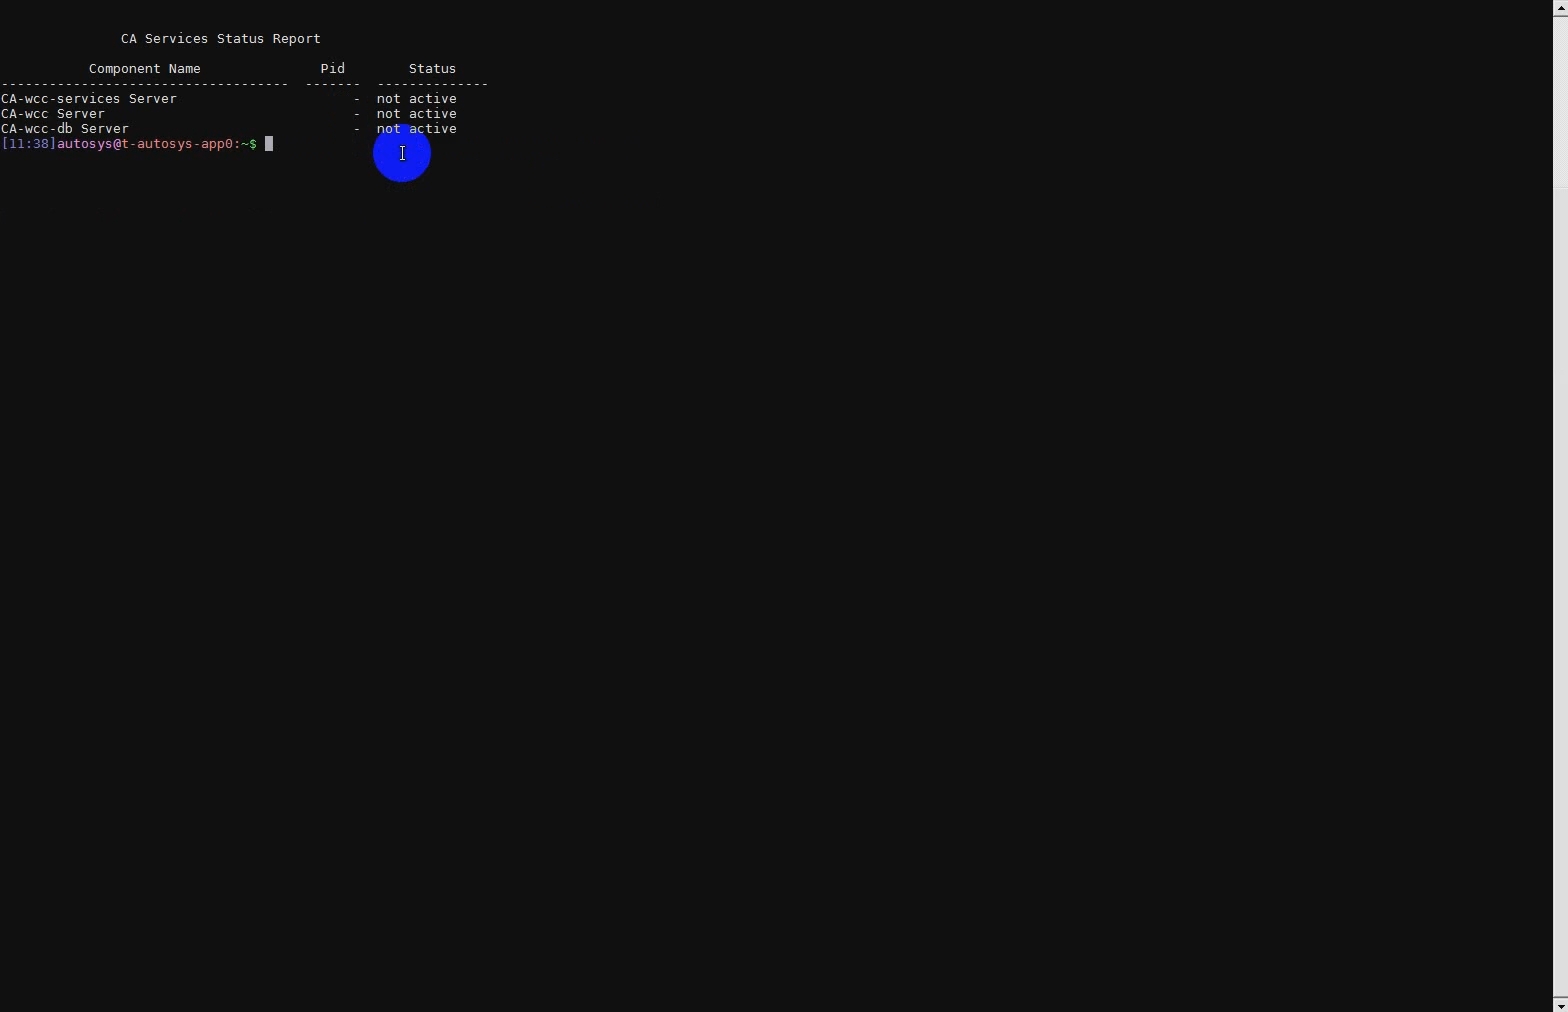 CA Services Status Report
Component Name Pid Status
------------------------------------ ------- --------------
CA-wcc-services Server - not active
CA-wcc Server - not active
CA-wcc-db Server - not active
[11:38]autosys@t-autosys-app0:~$